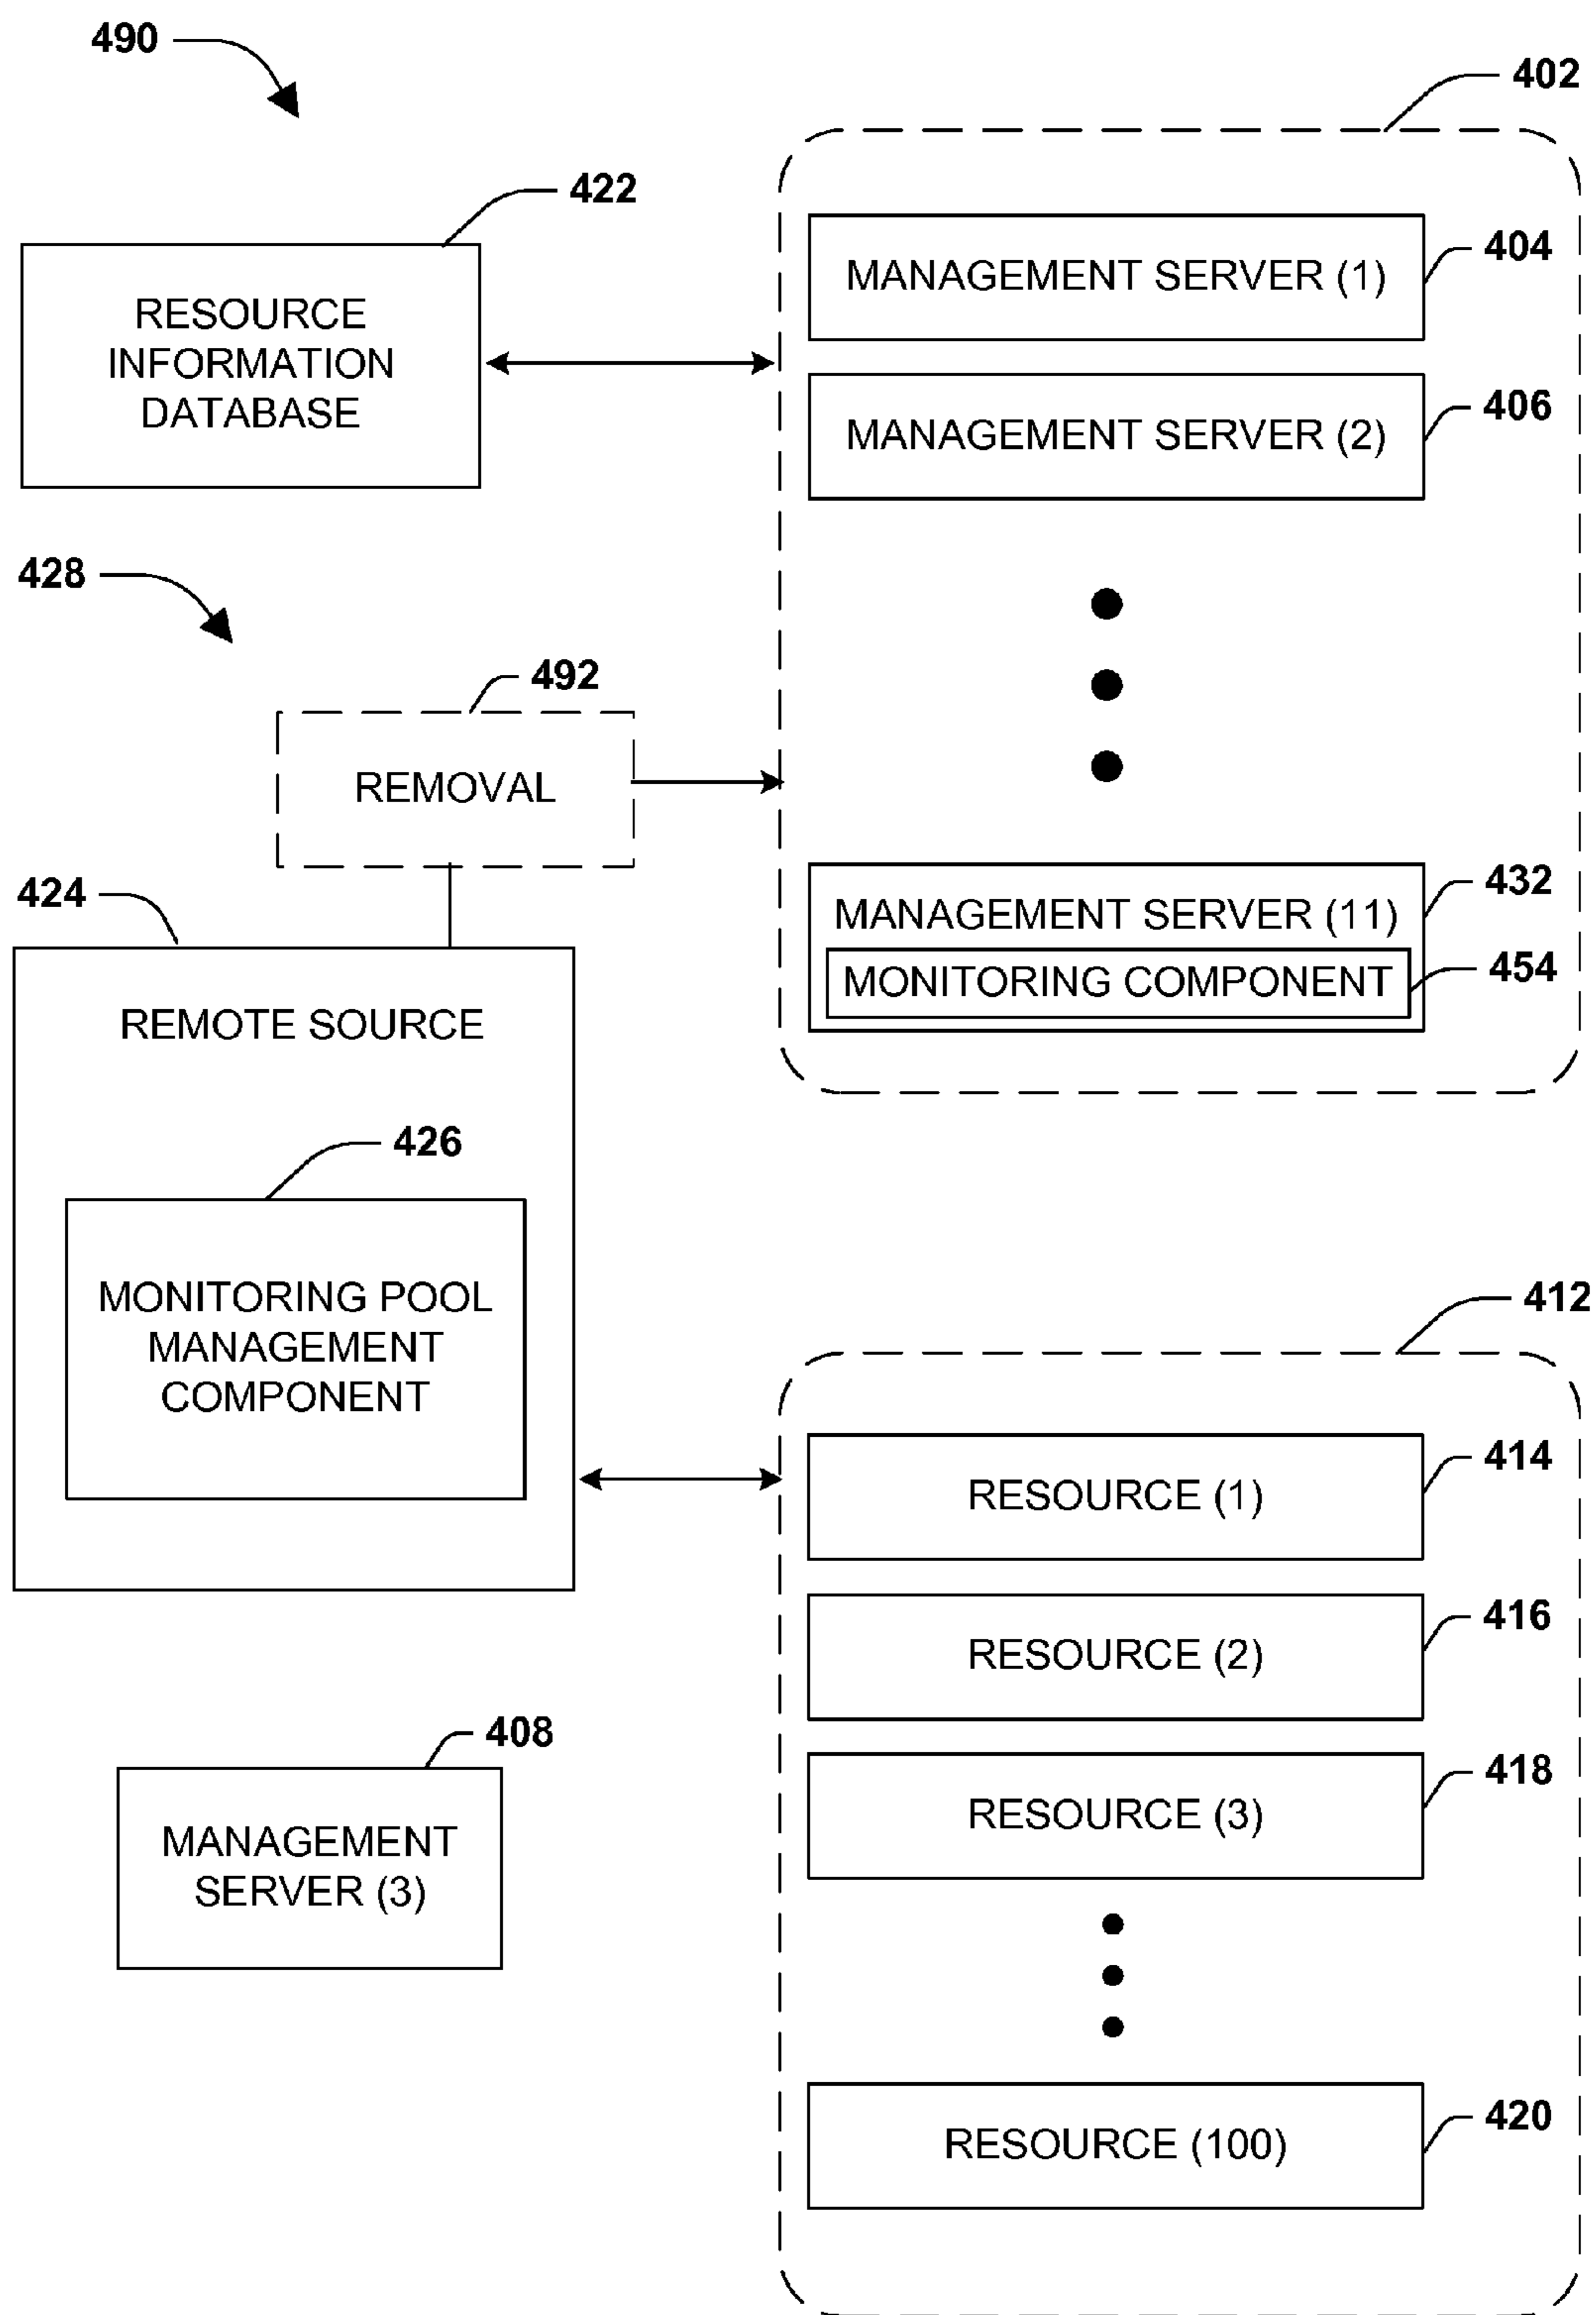 490
402
422
404
MANAGEMENT SERVER (1)
RESOURCE
INFORMATION
DATABASE
406
MANAGEMENT SERVER (2)
428
492
REMOVAL
432
MANAGEMENT SERVER (11)
454
MONITORING COMPONENT
424
REMOTE SOURCE
426
MONITORING POOL
MANAGEMENT
COMPONENT
412
414
RESOURCE (1)
416
RESOURCE (2)
418
RESOURCE (3)
408
MANAGEMENT
SERVER (3)
420
RESOURCE (100)